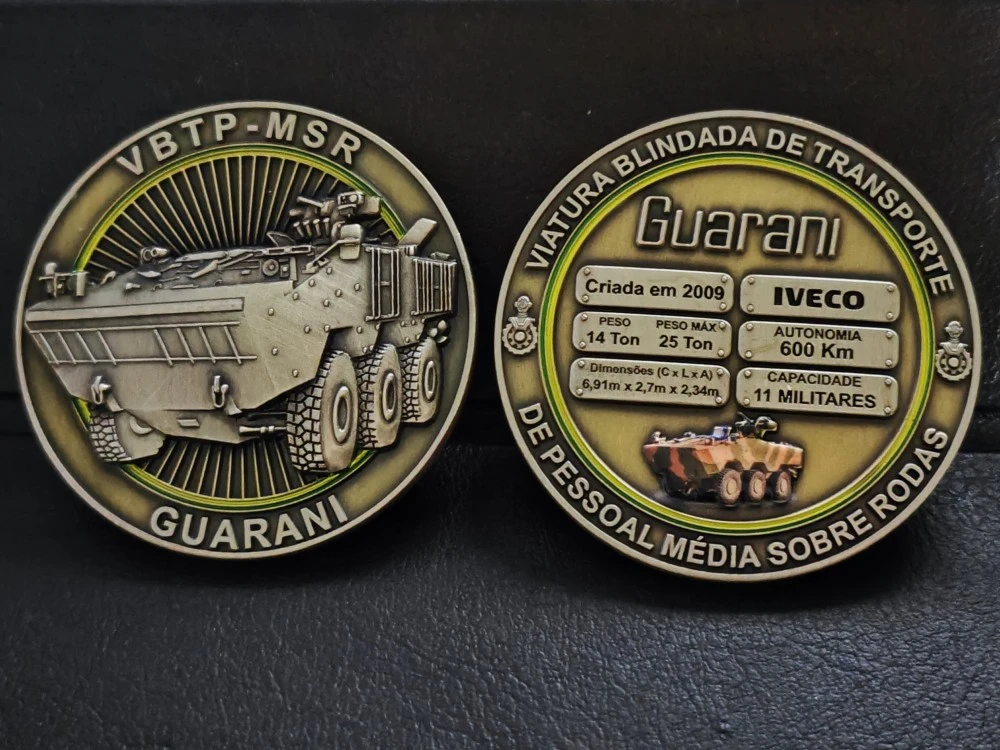 VBTP-MSR
GUARANI
VIATURA BLINDADA DE TRANSPORTE
DE PESSOAL MÉDIA SOBRE RODAS
Guarani
Criada em 2009
IVECO
PESO PESO MÁX
14 Ton 25 Ton
AUTONOMIA
600 Km
Dimensões (C x L x A)
6,91m x 2,7m x 2,34m
CAPACIDADE
11 MILITARES